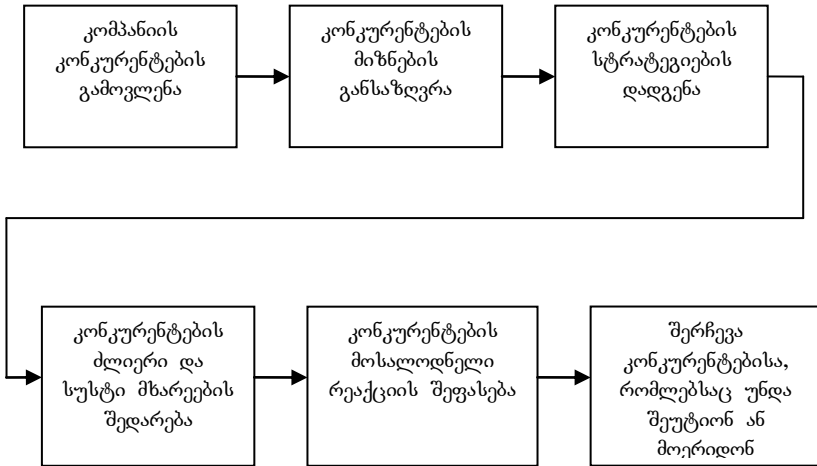 კომპანიის
კონკურენტების
გამოვლენა
კონკურენტების
მიზნების
განსაზღვრა
კონკურენტების
სტრატეგიების
დადგენა
კონკურენტების
ძლიერი და
სუსტი მხარეების
შედარება
კონკურენტების
მოსალოდნელი
რეაქციის შეფასება
შერჩევა
კონკურენტებისა,
რომლებსაც უნდა
შეუტიონ ან
მოერიდონ